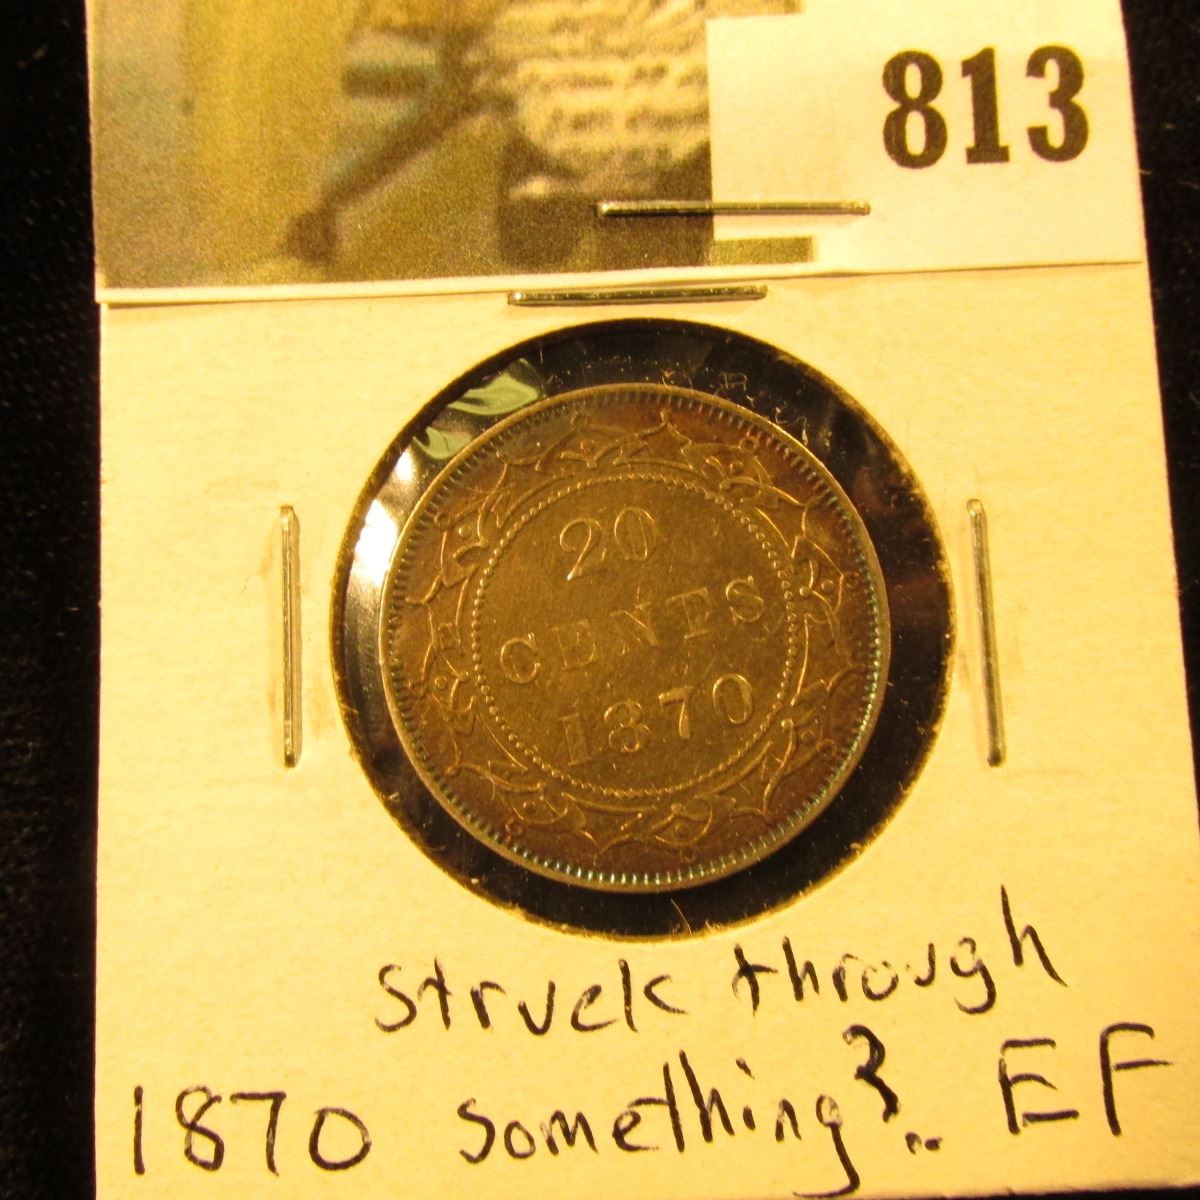 813
20
CENTS
1870
struck through
1870 something?.. EF